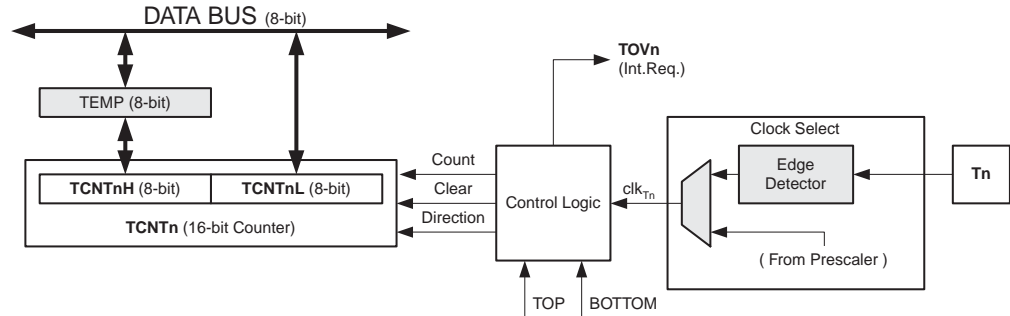 DATA BUS (8-bit)
TOVn
(Int.Req.)
TEMP (8-bit)
Clock Select
Count
Edge
Detector
Tn
TCNTnH (8-bit)
TCNTnL (8-bit)
Clear
Control Logic
clkTn
TCNTn (16-bit Counter)
Direction
( From Prescaler )
TOP
BOTTOM